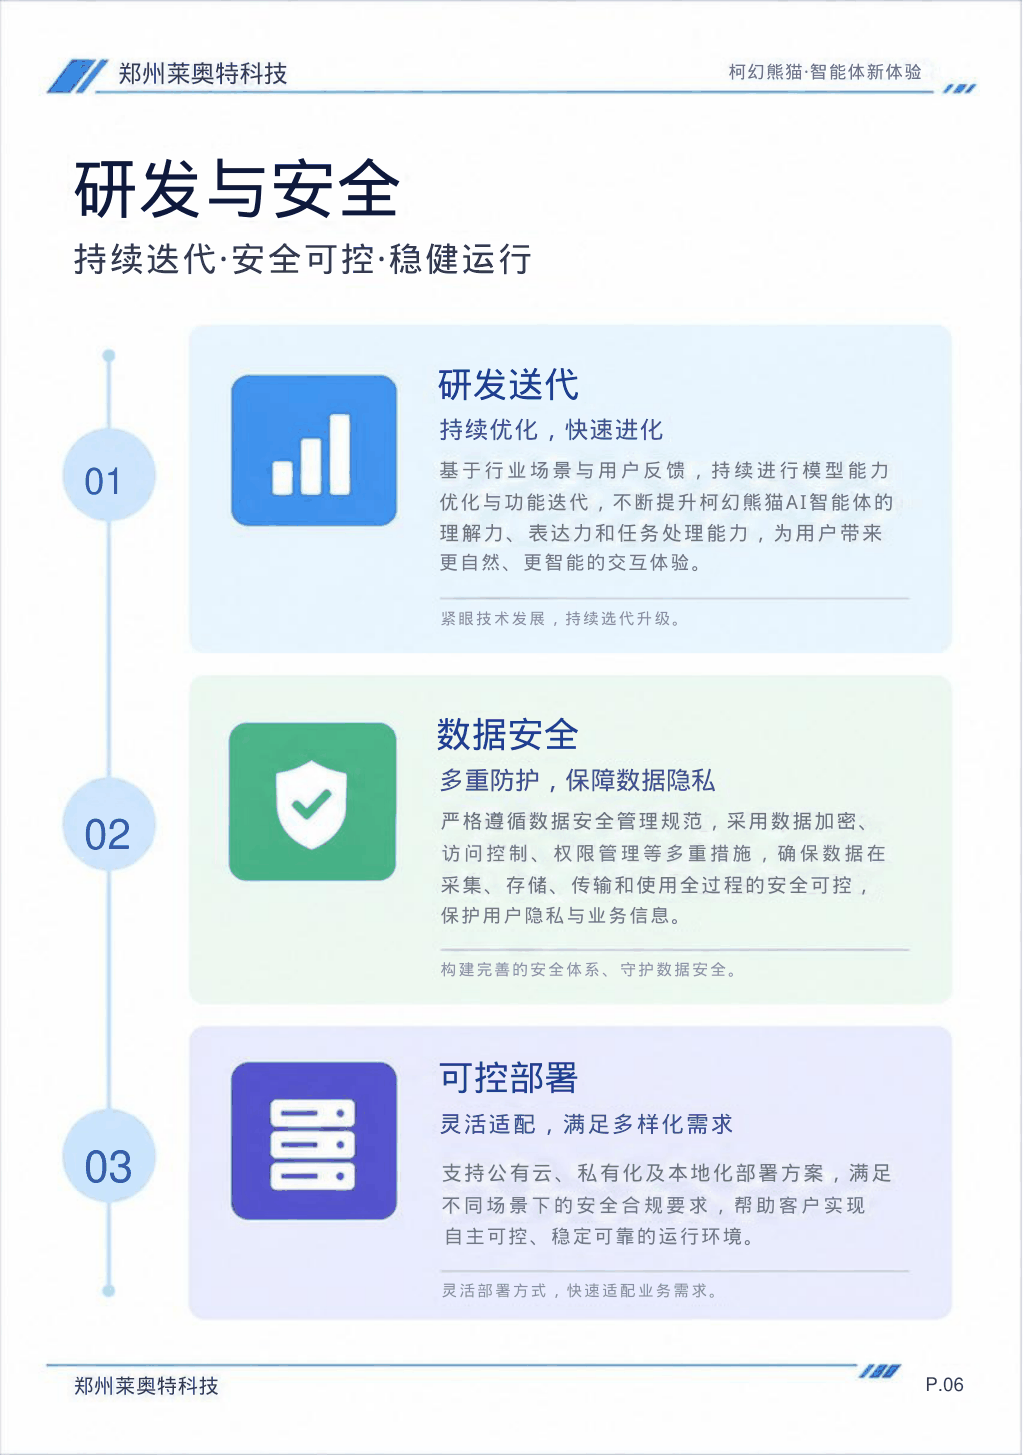 郑州莱奥特科技
柯幻熊猫·智能体新体验
研发与安全
持续迭代·安全可控·稳健运行
01
研发送代
持续优化，快速进化
基于行业场景与用户反馈，持续进行模型能力
优化与功能迭代，不断提升柯幻熊猫AI智能体的
理解力、表达力和任务处理能力，为用户带来
更自然、更智能的交互体验。
紧眼技术发展，持续选代升级。
02
数据安全
多重防护，保障数据隐私
严格遵循数据安全管理规范，采用数据加密、
访问控制、权限管理等多重措施，确保数据在
采集、存储、传输和使用全过程的安全可控，
保护用户隐私与业务信息。
构建完善的安全体系、守护数据安全。
03
可控部署
灵活适配，满足多样化需求
支持公有云、私有化及本地化部署方案，满足
不同场景下的安全合规要求，帮助客户实现
自主可控、稳定可靠的运行环境。
灵活部署方式，快速适配业务需求。
郑州莱奥特科技
P.06